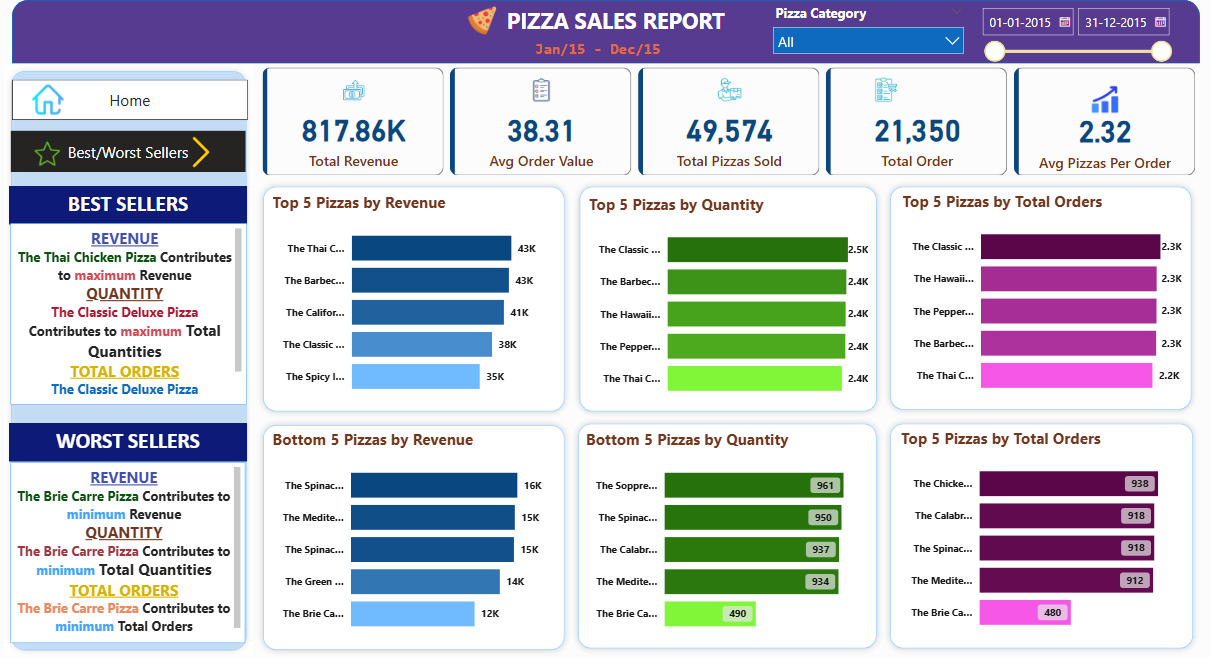 PIZZA SALES REPORT
Jan/15 - Dec/15
Pizza Category
All
01-01-2015
31-12-2015
Home
Best/Worst Sellers
817.86K
Total Revenue
38.31
Avg Order Value
49,574
Total Pizzas Sold
21,350
Total Order
2.32
Avg Pizzas Per Order
BEST SELLERS
REVENUE
The Thai Chicken Pizza Contributes
to maximum Revenue
QUANTITY
The Classic Deluxe Pizza
Contributes to maximum Total
Quantities
TOTAL ORDERS
The Classic Deluxe Pizza
WORST SELLERS
REVENUE
The Brie Carre Pizza Contributes to
minimum Revenue
QUANTITY
The Brie Carre Pizza Contributes to
minimum Total Quantities
TOTAL ORDERS
The Brie Carre Pizza Contributes to
minimum Total Orders
Top 5 Pizzas by Revenue
The Thai C... 43K
The Barbec... 43K
The Califor... 41K
The Classic ... 38K
The Spicy I... 35K
Top 5 Pizzas by Quantity
The Classic ... 2.5K
The Barbec... 2.4K
The Hawaii... 2.4K
The Pepper... 2.4K
The Thai C... 2.4K
Top 5 Pizzas by Total Orders
The Classic ... 2.3K
The Hawaii... 2.3K
The Pepper... 2.3K
The Barbec... 2.3K
The Thai C... 2.2K
Bottom 5 Pizzas by Revenue
The Spinac... 16K
The Medite... 15K
The Spinac... 15K
The Green ... 14K
The Brie Ca... 12K
Bottom 5 Pizzas by Quantity
The Soppre... 961
The Spinac... 950
The Calabr... 937
The Medite... 934
The Brie Ca... 490
Top 5 Pizzas by Total Orders
The Chicke... 938
The Calabr... 918
The Spinac... 918
The Medite... 912
The Brie Ca... 480